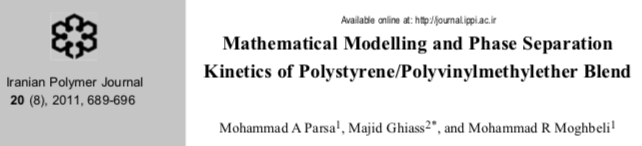 Available online at: http://journal.ippi.ac.ir
Mathematical Modelling and Phase Separation
Kinetics of Polystyrene/Polyvinylmethylether Blend
Iranian Polymer Journal
20 (8), 2011, 689-696
Mohammad A Parsa1, Majid Ghiass2*, and Mohammad R Moghbeli1